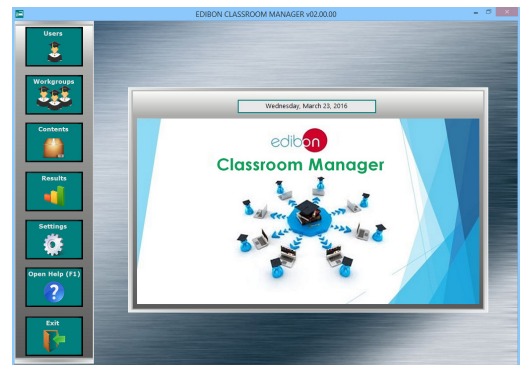 EDIBON CLASSROOM MANAGER v02.00.00
Users
Workgroups
Contents
Results
Settings
Open Help (F1)
?
Exit
Wednesday, March 23, 2016
edibon
Classroom Manager